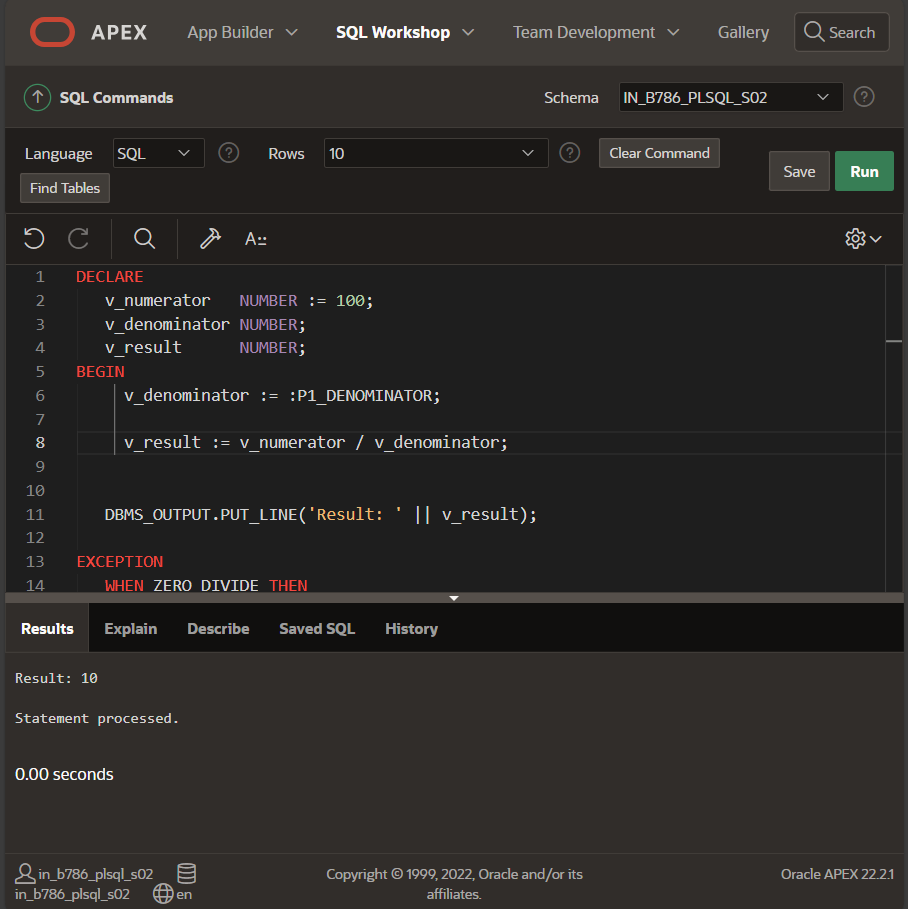 APEX App Builder SQL Workshop Team Development Gallery Search
SQL Commands Schema IN_B786_PLSQL_S02 ?
Language SQL ? Rows 10 ? Clear Command
Find Tables Save Run
A::
1 DECLARE
2 v_numerator NUMBER := 100;
3 v_denominator NUMBER;
4 v_result NUMBER;
5 BEGIN
6 v_denominator := :P1_DENOMINATOR;
7
8 v_result := v_numerator / v_denominator;
9
10
11 DBMS_OUTPUT.PUT_LINE('Result: ' || v_result);
12
13 EXCEPTION
14 WHEN ZERO_DIVIDE THEN
Results Explain Describe Saved SQL History
Result: 10
Statement processed.
0.00 seconds
in_b786_plsql_s02
in_b786_plsql_s02 en
Copyright © 1999, 2022, Oracle and/or its
affiliates.
Oracle APEX 22.2.1